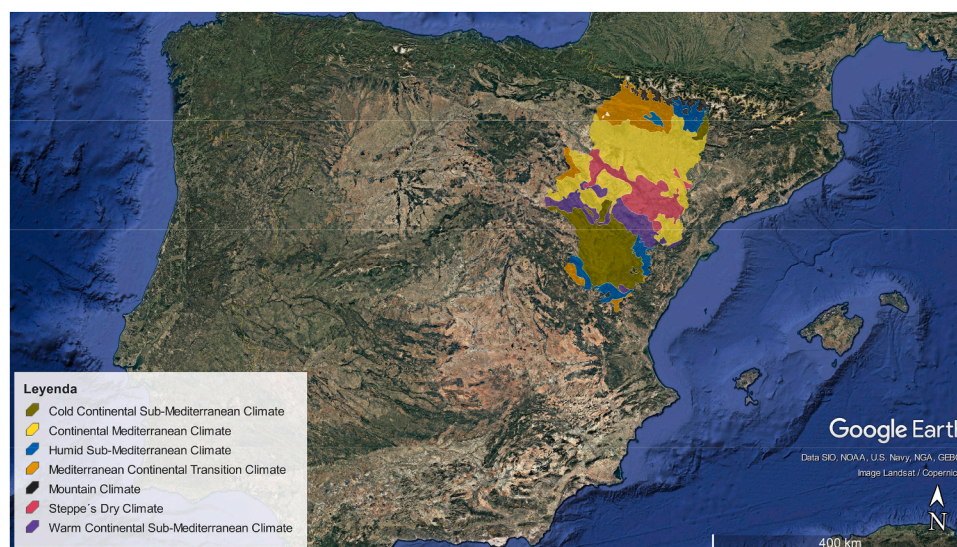 Leyenda
Cold Continental Sub-Mediterranean Climate
Continental Mediterranean Climate
Humid Sub-Mediterranean Climate
Mediterranean Continental Transition Climate
Mountain Climate
Steppe´s Dry Climate
Warm Continental Sub-Mediterranean Climate
Google Earth
Data SIO, NOAA, U.S. Navy, NGA, GEBC
Image Landsat / Copernic
N
400 km